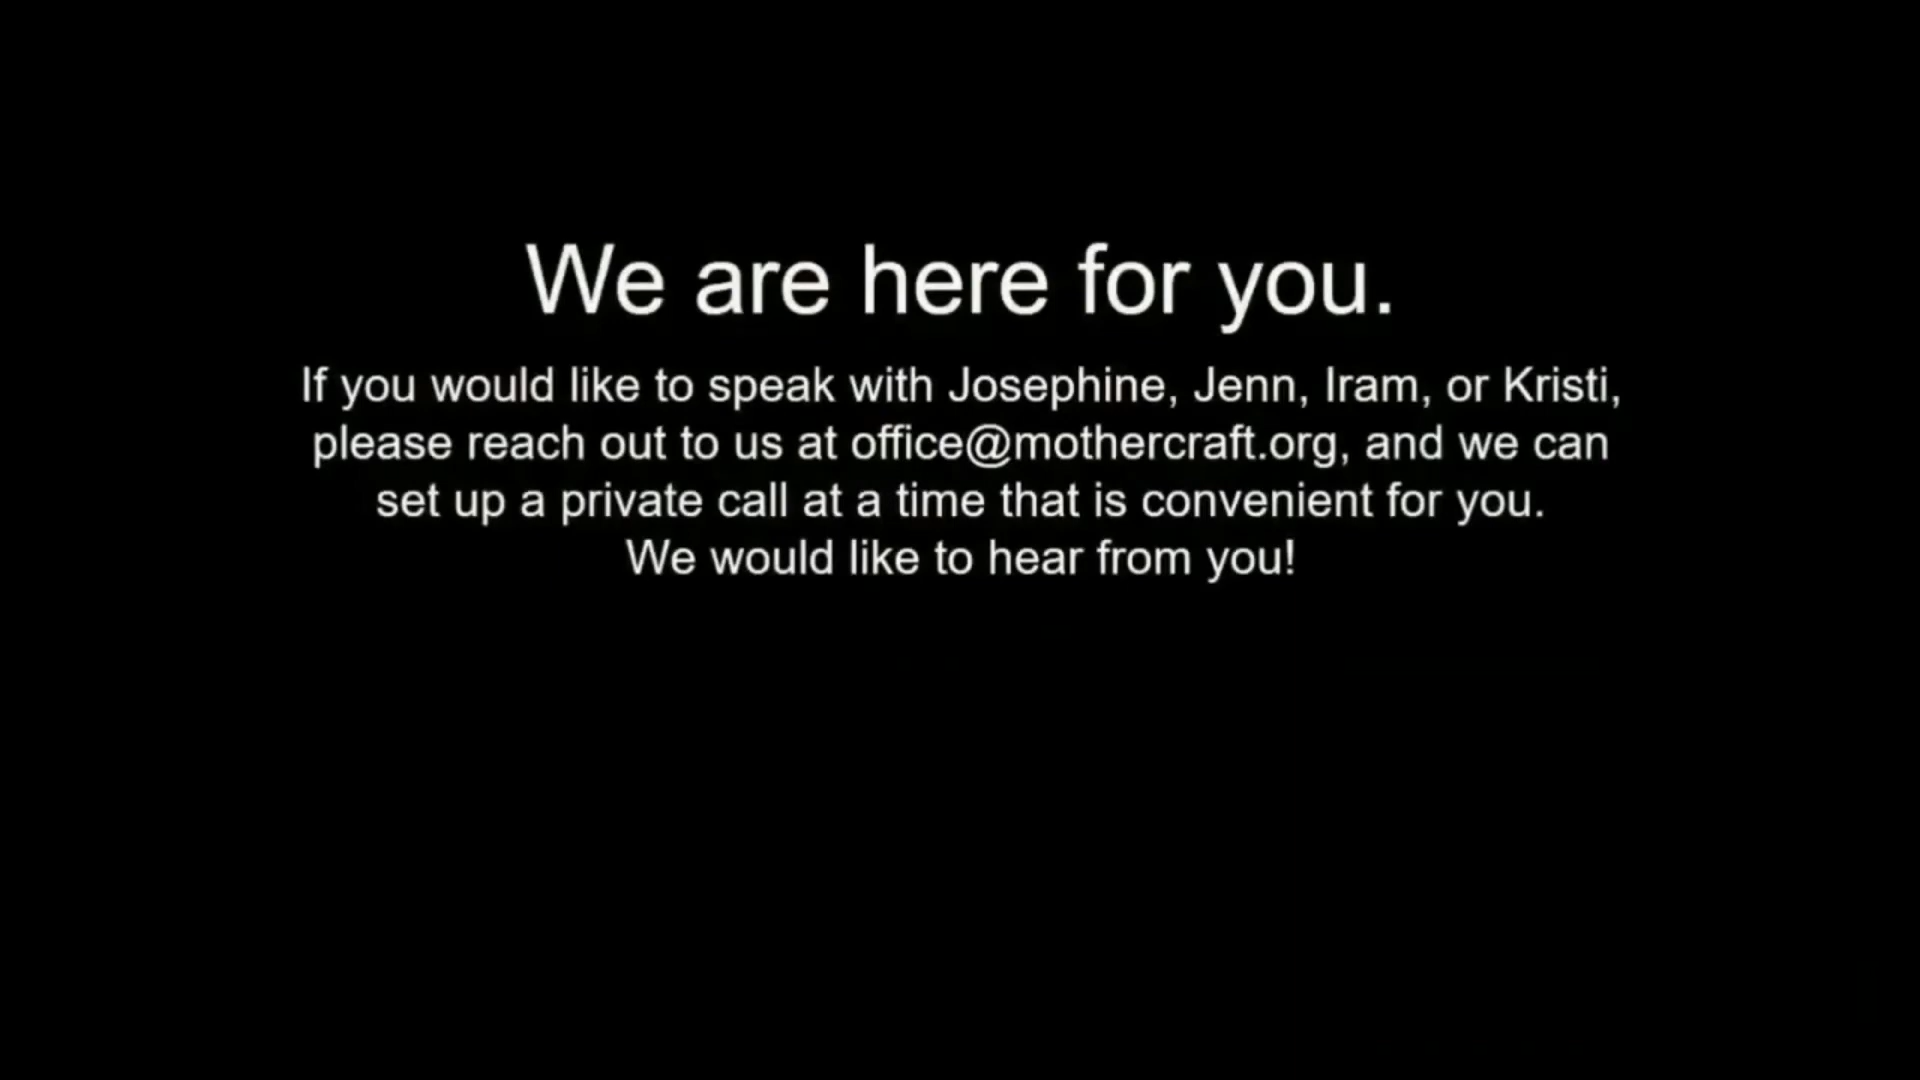 We are here for you.
If you would like to speak with Josephine, Jenn, Iram, or Kristi,
please reach out to us at office@mothercraft.org, and we can
set up a private call at a time that is convenient for you.
We would like to hear from you!